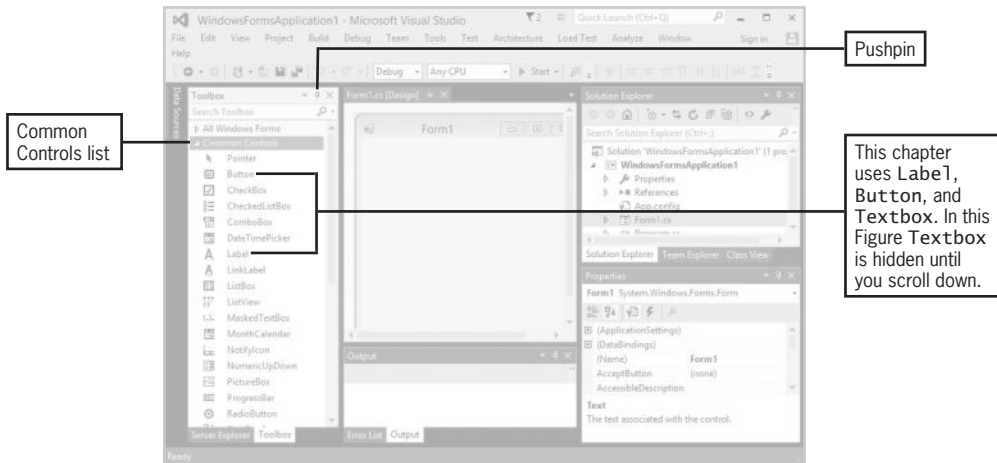 WindowsFormsApplication1 - Microsoft Visual Studio
2
Quick Launch (Ctrl+Q)
File Edit View Project Build Debug Team Tools Test Architecture Load Test Analyze Window
Sign in
Help
Debug
Any CPU
Start
Pushpin
Data Sources
Toolbox
Search Toolbox
All Windows Forms
Common Controls
Pointer
Button
CheckBox
CheckedListBox
ComboBox
DateTimePicker
Label
LinkLabel
ListBox
ListView
MaskedTextBox
MonthCalendar
NotifyIcon
NumericUpDown
PictureBox
ProgressBar
RadioButton
Server Explorer Toolbox
Common
Controls list
Form1.cs [Design]
Form1
Output
Error List Output
Solution Explorer
Search Solution Explorer (Ctrl+;)
Solution 'WindowsFormsApplication1' (1 pro
WindowsFormsApplication1
Properties
References
App.config
Form1.cs
Program.cs
Solution Explorer Team Explorer Class View
Properties
Form1 System.Windows.Forms.Form
(ApplicationSettings)
(DataBindings)
(Name) Form1
AcceptButton (none)
AccessibleDescription
Text
The text associated with the control.
Ready
This chapter
uses Label,
Button, and
Textbox. In this
Figure Textbox
is hidden until
you scroll down.